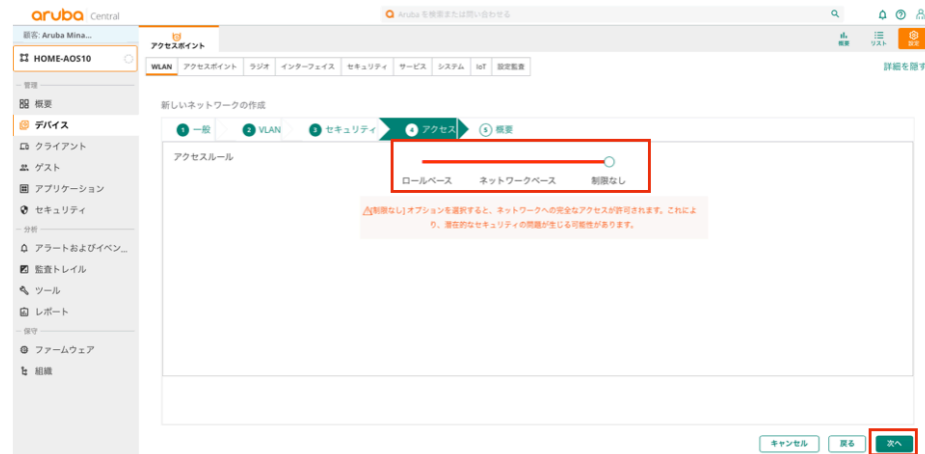 aruba Central
Aruba を検索または問い合わせる
顧客: Aruba Mina...
アクセスポイント
概要
リスト
設定
HOME-AOS10
WLAN アクセスポイント ラジオ インターフェイス セキュリティ サービス システム IoT 設定監査
詳細を隠す
管理
概要
デバイス
クライアント
ゲスト
アプリケーション
セキュリティ
分析
アラートおよびイベン...
監査トレイル
ツール
レポート
保守
ファームウェア
組織
新しいネットワークの作成
1 一般 2 VLAN 3 セキュリティ 4 アクセス 5 概要
アクセスルール
ロールベース ネットワークベース 制限なし
[制限なし] オプションを選択すると、ネットワークへの完全なアクセスが許可されます。これによ
り、潜在的なセキュリティの問題が生じる可能性があります。
キャンセル 戻る 次へ